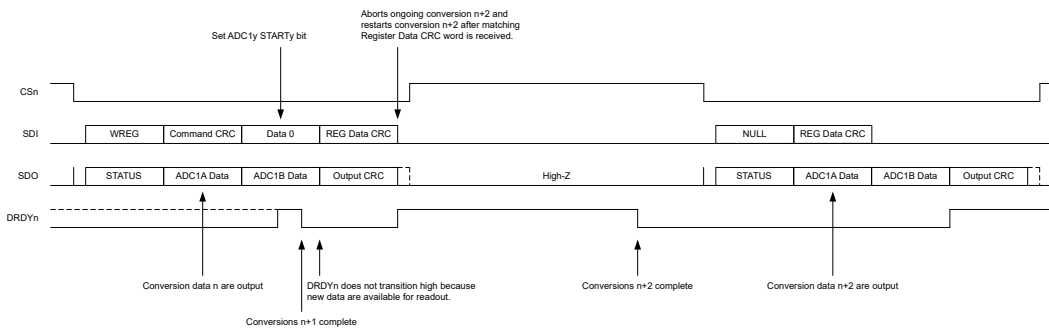 Aborts ongoing conversion n+2 and
restarts conversion n+2 after matching
Register Data CRC word is received.
Set ADC1y STARTy bit
CSn
SDI WREG Command CRC Data 0 REG Data CRC NULL REG Data CRC
SDO STATUS ADC1A Data ADC1B Data Output CRC High-Z STATUS ADC1A Data ADC1B Data Output CRC
DRDYn
Conversion data n are output
DRDYn does not transition high because
new data are available for readout.
Conversions n+2 complete
Conversion data n+2 are output
Conversions n+1 complete